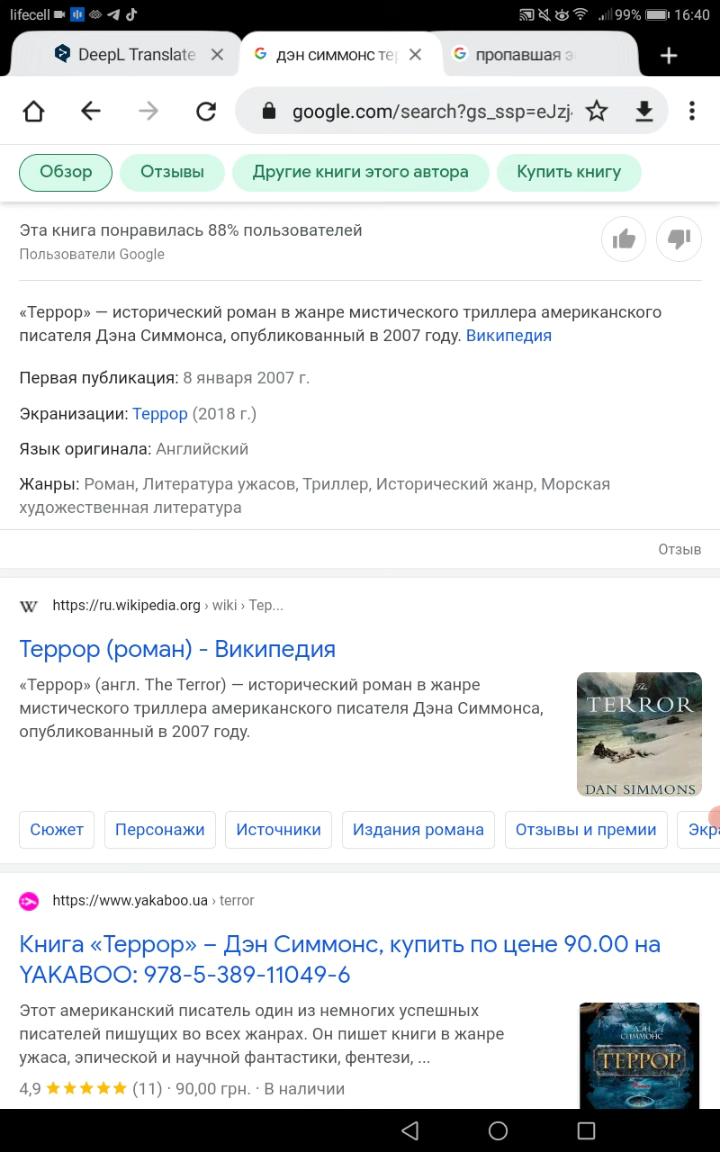 lifecell 99% 16:40
DeepL Translate дэн симмонс тер пропавшая э
google.com/search?gs_ssp=eJzj
Обзор Отзывы Другие книги этого автора Купить книгу
Эта книга понравилась 88% пользователей
Пользователи Google
«Террор» — исторический роман в жанре мистического триллера американского
писателя Дэна Симмонса, опубликованный в 2007 году. Википедия
Первая публикация: 8 января 2007 г.
Экранизации: Террор (2018 г.)
Язык оригинала: Английский
Жанры: Роман, Литература ужасов, Триллер, Исторический жанр, Морская
художественная литература
Отзыв
W https://ru.wikipedia.org › wiki › Тер...
Террор (роман) - Википедия
«Террор» (англ. The Terror) — исторический роман в жанре
мистического триллера американского писателя Дэна Симмонса,
опубликованный в 2007 году.
The
TERROR
DAN SIMMONS
Сюжет Персонажи Источники Издания романа Отзывы и премии Экра
https://www.yakaboo.ua › terror
Книга «Террор» – Дэн Симмонс, купить по цене 90.00 на
YAKABOO: 978-5-389-11049-6
Этот американский писатель один из немногих успешных
писателей пишущих во всех жанрах. Он пишет книги в жанре
ужаса, эпической и научной фантастики, фентези, ...
4,9 ★★★★★ (11) · 90,00 грн. · В наличии
ДЭН
СИММОНС
ТЕРРОР